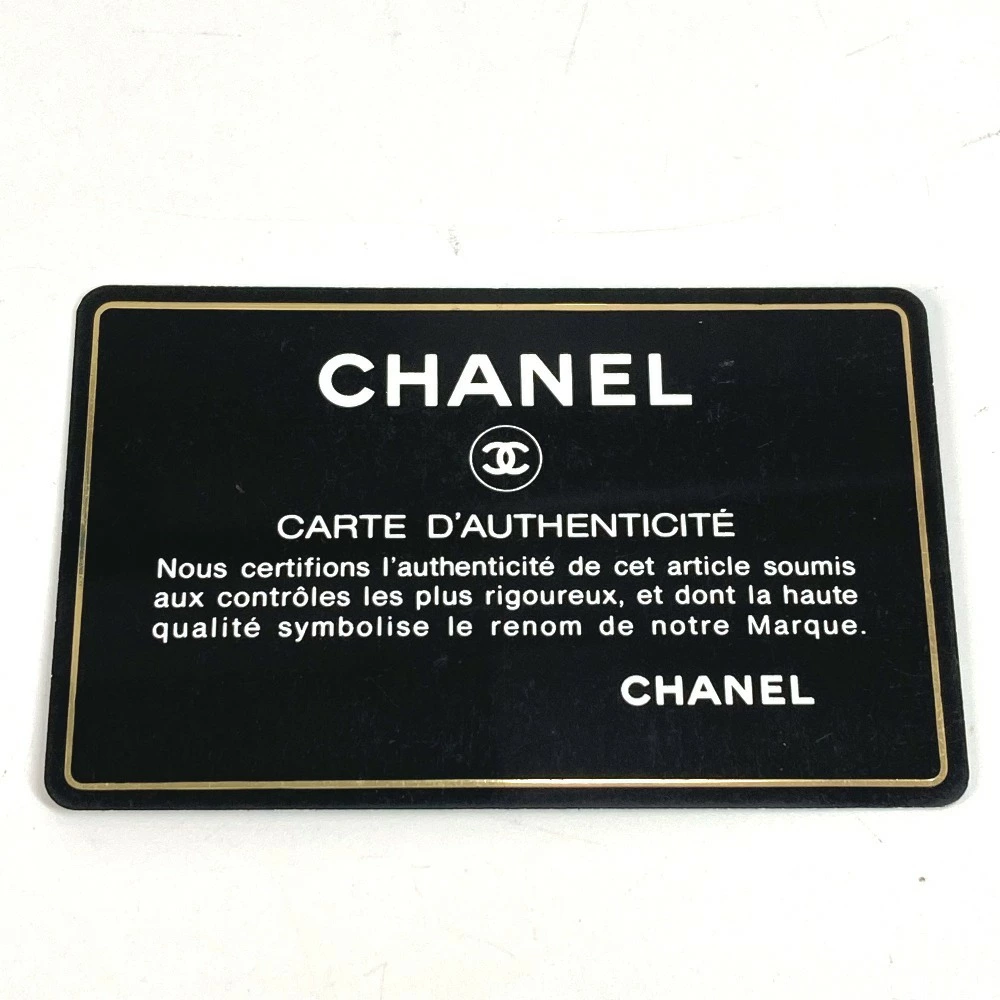 CHANEL
CARTE D'AUTHENTICITÉ
Nous certifions l'authenticité de cet article soumis
aux contrôles les plus rigoureux, et dont la haute
qualité symbolise le renom de notre Marque.
CHANEL